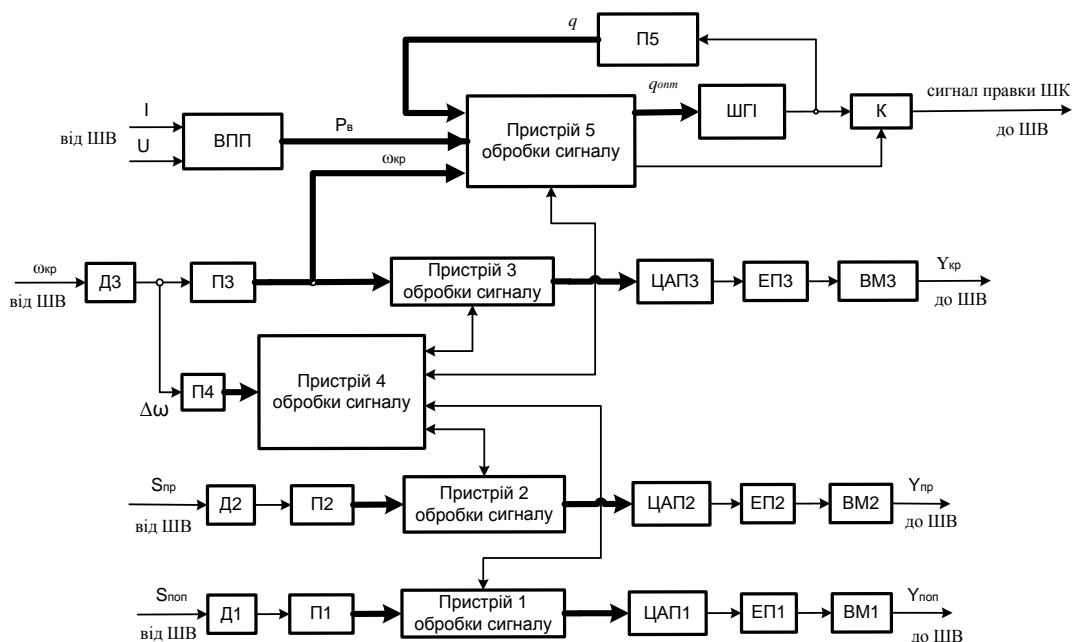 q
П5
qопт
I
від ШВ
U
ВПП
Pв
Пристрій 5
обробки сигналу
ШГІ
К
сигнал правки ШК
до ШВ
ωкр
ωкр
від ШВ
Д3
П3
Пристрій 3
обробки сигналу
ЦАП3
ЕП3
ВМ3
Yкр
до ШВ
Δω
П4
Пристрій 4
обробки сигналу
Sпр
від ШВ
Д2
П2
Пристрій 2
обробки сигналу
ЦАП2
ЕП2
ВМ2
Yпр
до ШВ
Sпоп
від ШВ
Д1
П1
Пристрій 1
обробки сигналу
ЦАП1
ЕП1
ВМ1
Yпоп
до ШВ